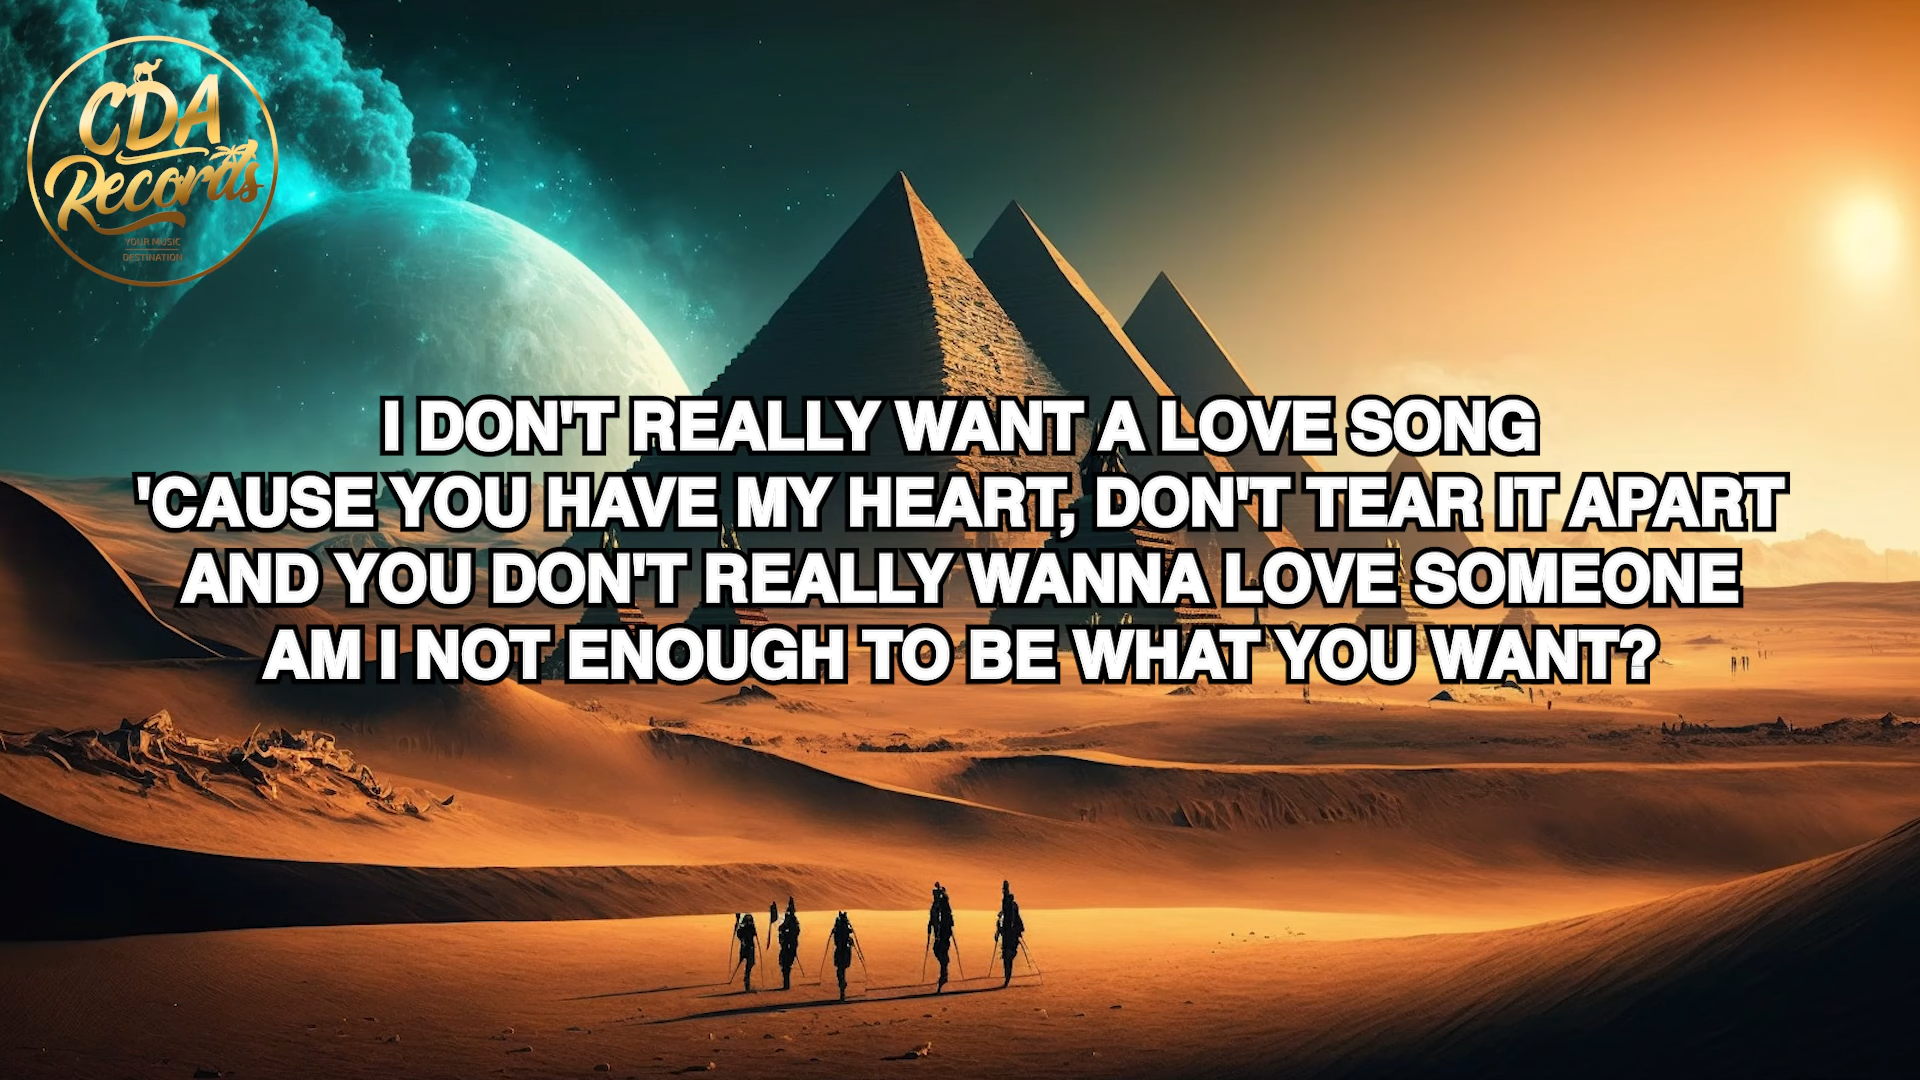 CDA
Records
YOUR MUSIC
DESTINATION
I DON'T REALLY WANT A LOVE SONG
'CAUSE YOU HAVE MY HEART, DON'T TEAR IT APART
AND YOU DON'T REALLY WANNA LOVE SOMEONE
AM I NOT ENOUGH TO BE WHAT YOU WANT?